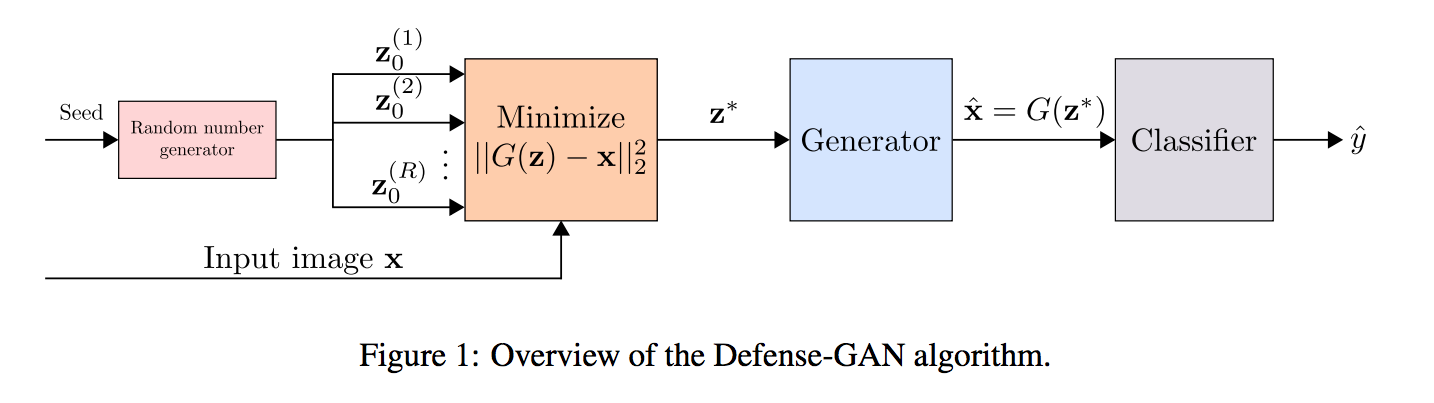 Seed
Random number
generator
z_0^{(1)}
z_0^{(2)}
⋮
z_0^{(R)}
Minimize
||G(z) − x||_2^2
z*
Generator
x̂ = G(z*)
Classifier
ŷ
Input image x
Figure 1: Overview of the Defense-GAN algorithm.